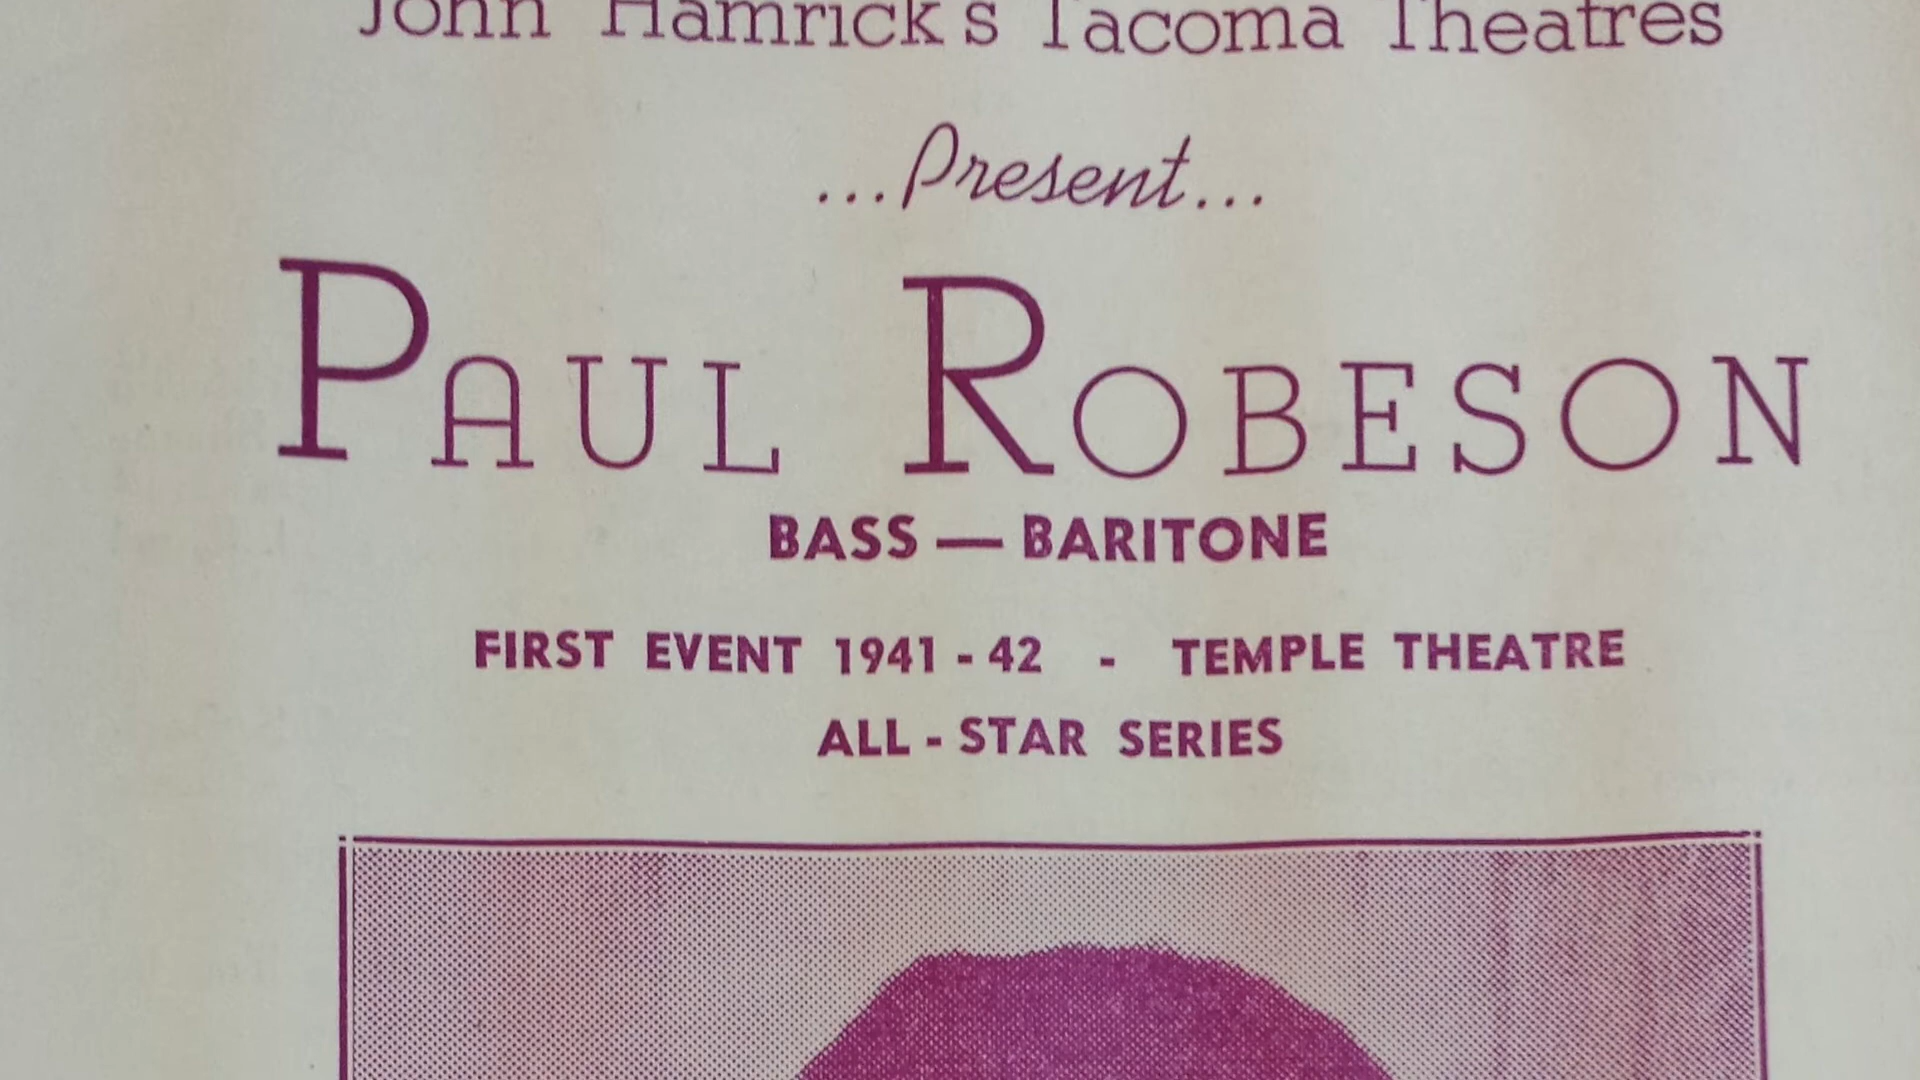 John Hamrick's Tacoma Theatres
...Present...
PAUL ROBESON
BASS — BARITONE
FIRST EVENT 1941 - 42 - TEMPLE THEATRE
ALL - STAR SERIES